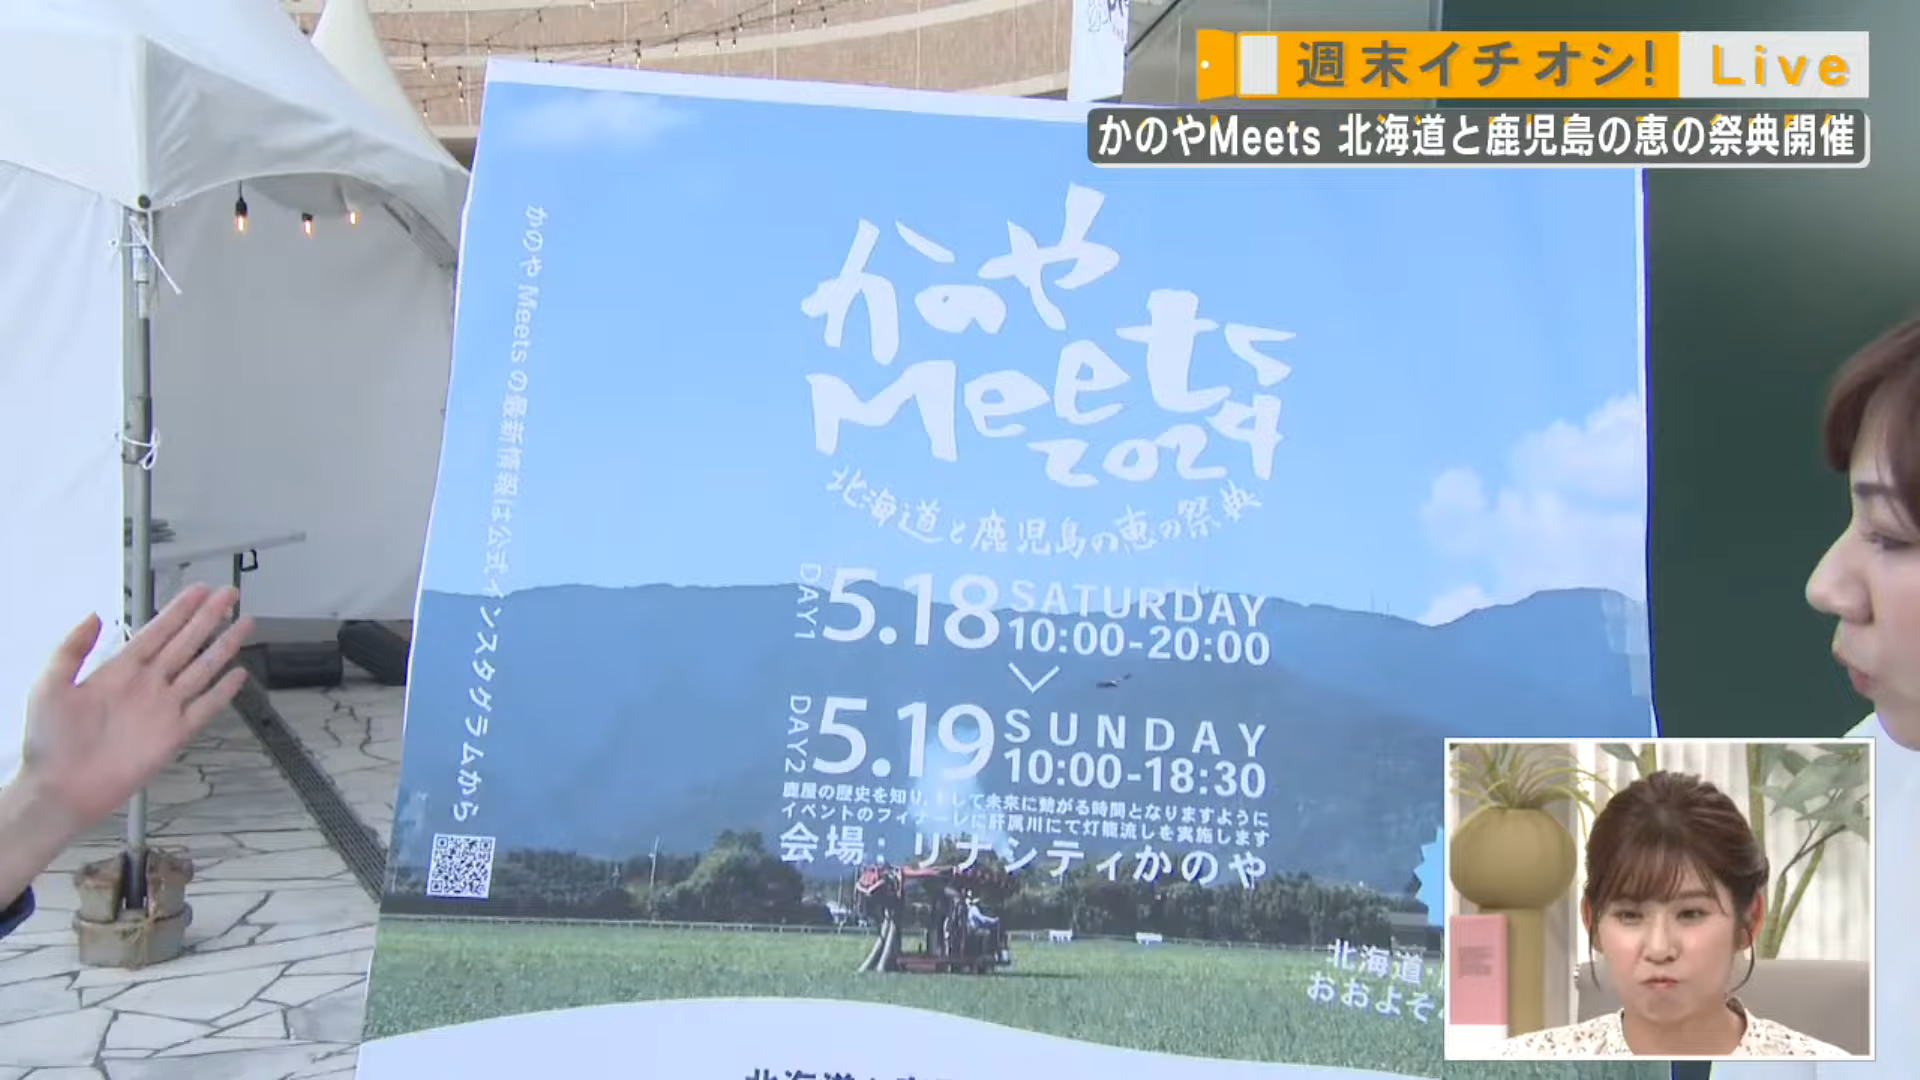 週末イチオシ! Live
かのやMeets 北海道と鹿児島の恵の祭典開催
かのや
Meets
2024
北海道と鹿児島の恵の祭典
DAY1 5.18 SATURDAY
10:00-20:00
DAY2 5.19 SUNDAY
10:00-18:30
鹿屋の歴史を知り、そして未来に繋がる時間となりますように
イベントのフィナーレに肝属川にて灯籠流しを実施します
会場：リナシティかのや
かのや Meets の最新情報は公式インスタグラムから
北海道・
おおよそ